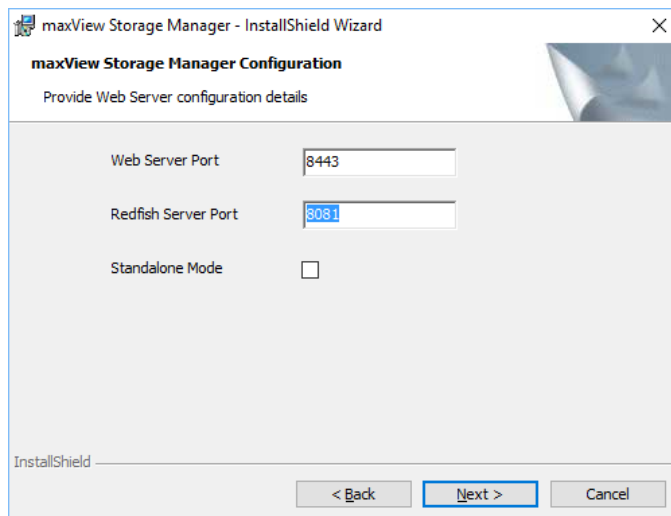 maxView Storage Manager - InstallShield Wizard
maxView Storage Manager Configuration
Provide Web Server configuration details
Web Server Port 8443
Redfish Server Port 8081
Standalone Mode
InstallShield
< Back Next > Cancel